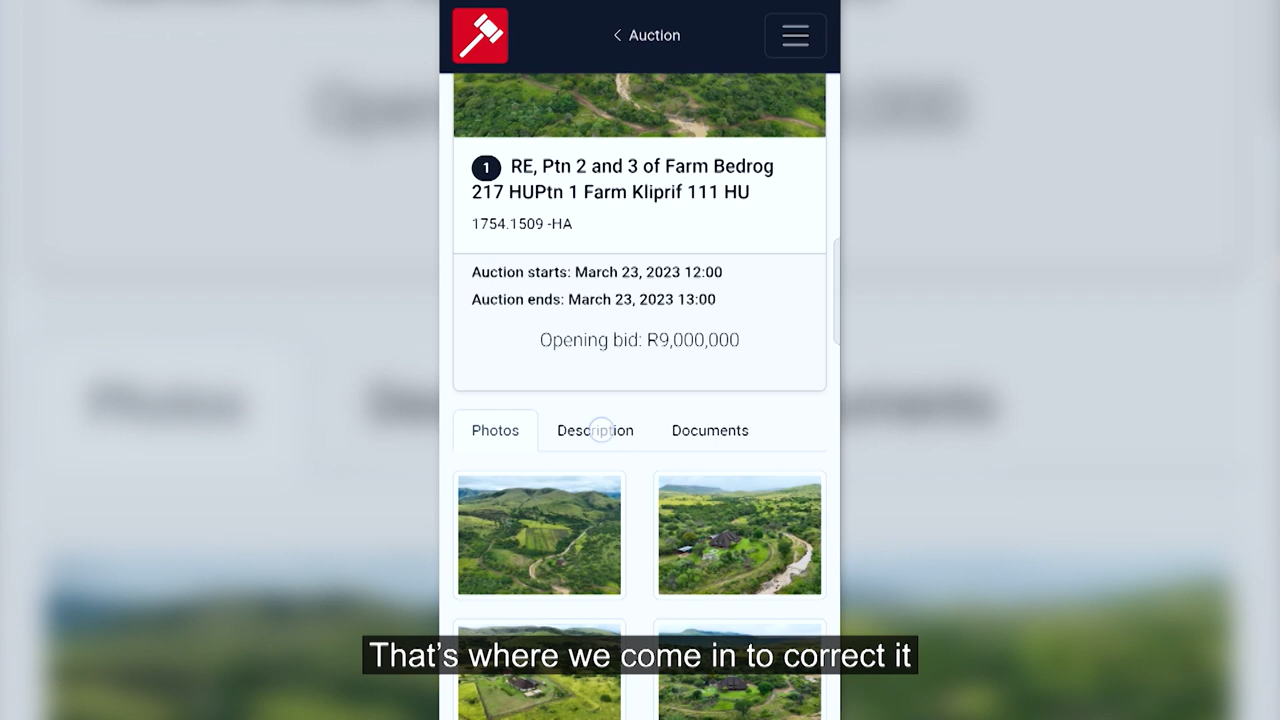 Auction
1 RE, Ptn 2 and 3 of Farm Bedrog
217 HUPtn 1 Farm Kliprif 111 HU
1754.1509 -HA
Auction starts: March 23, 2023 12:00
Auction ends: March 23, 2023 13:00
Opening bid: R9,000,000
Photos Description Documents
That's where we come in to correct it